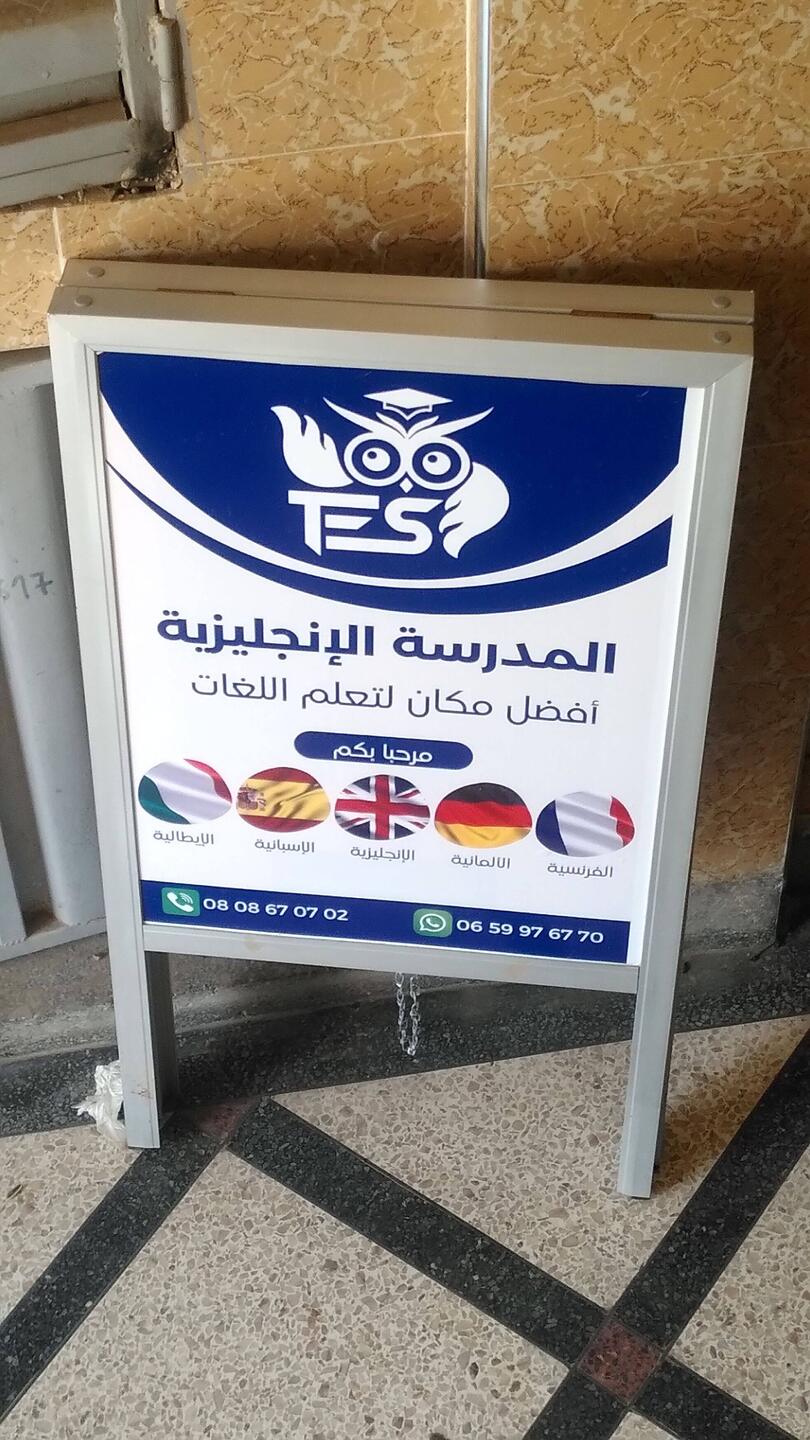 TES
المدرسة الإنجليزية
أفضل مكان لتعلم اللغات
مرحبا بكم
الفرنسية الالمانية الإنجليزية الإسبانية الإيطالية
08 08 67 07 02 06 59 97 67 70